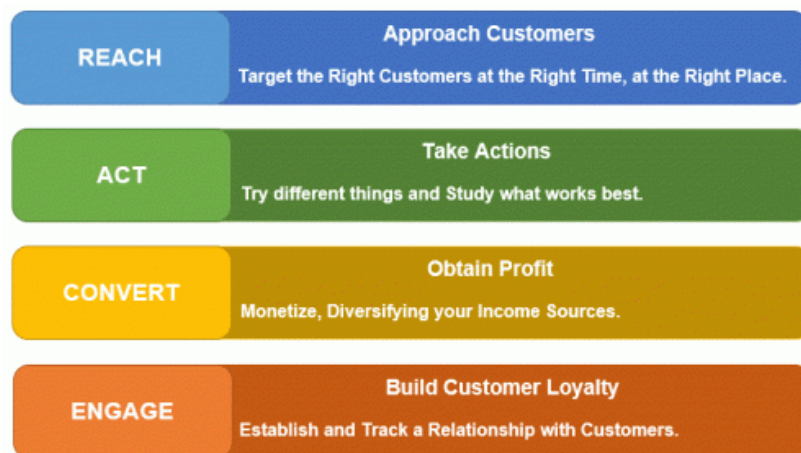 REACH
Approach Customers
Target the Right Customers at the Right Time, at the Right Place.
ACT
Take Actions
Try different things and Study what works best.
CONVERT
Obtain Profit
Monetize, Diversifying your Income Sources.
ENGAGE
Build Customer Loyalty
Establish and Track a Relationship with Customers.